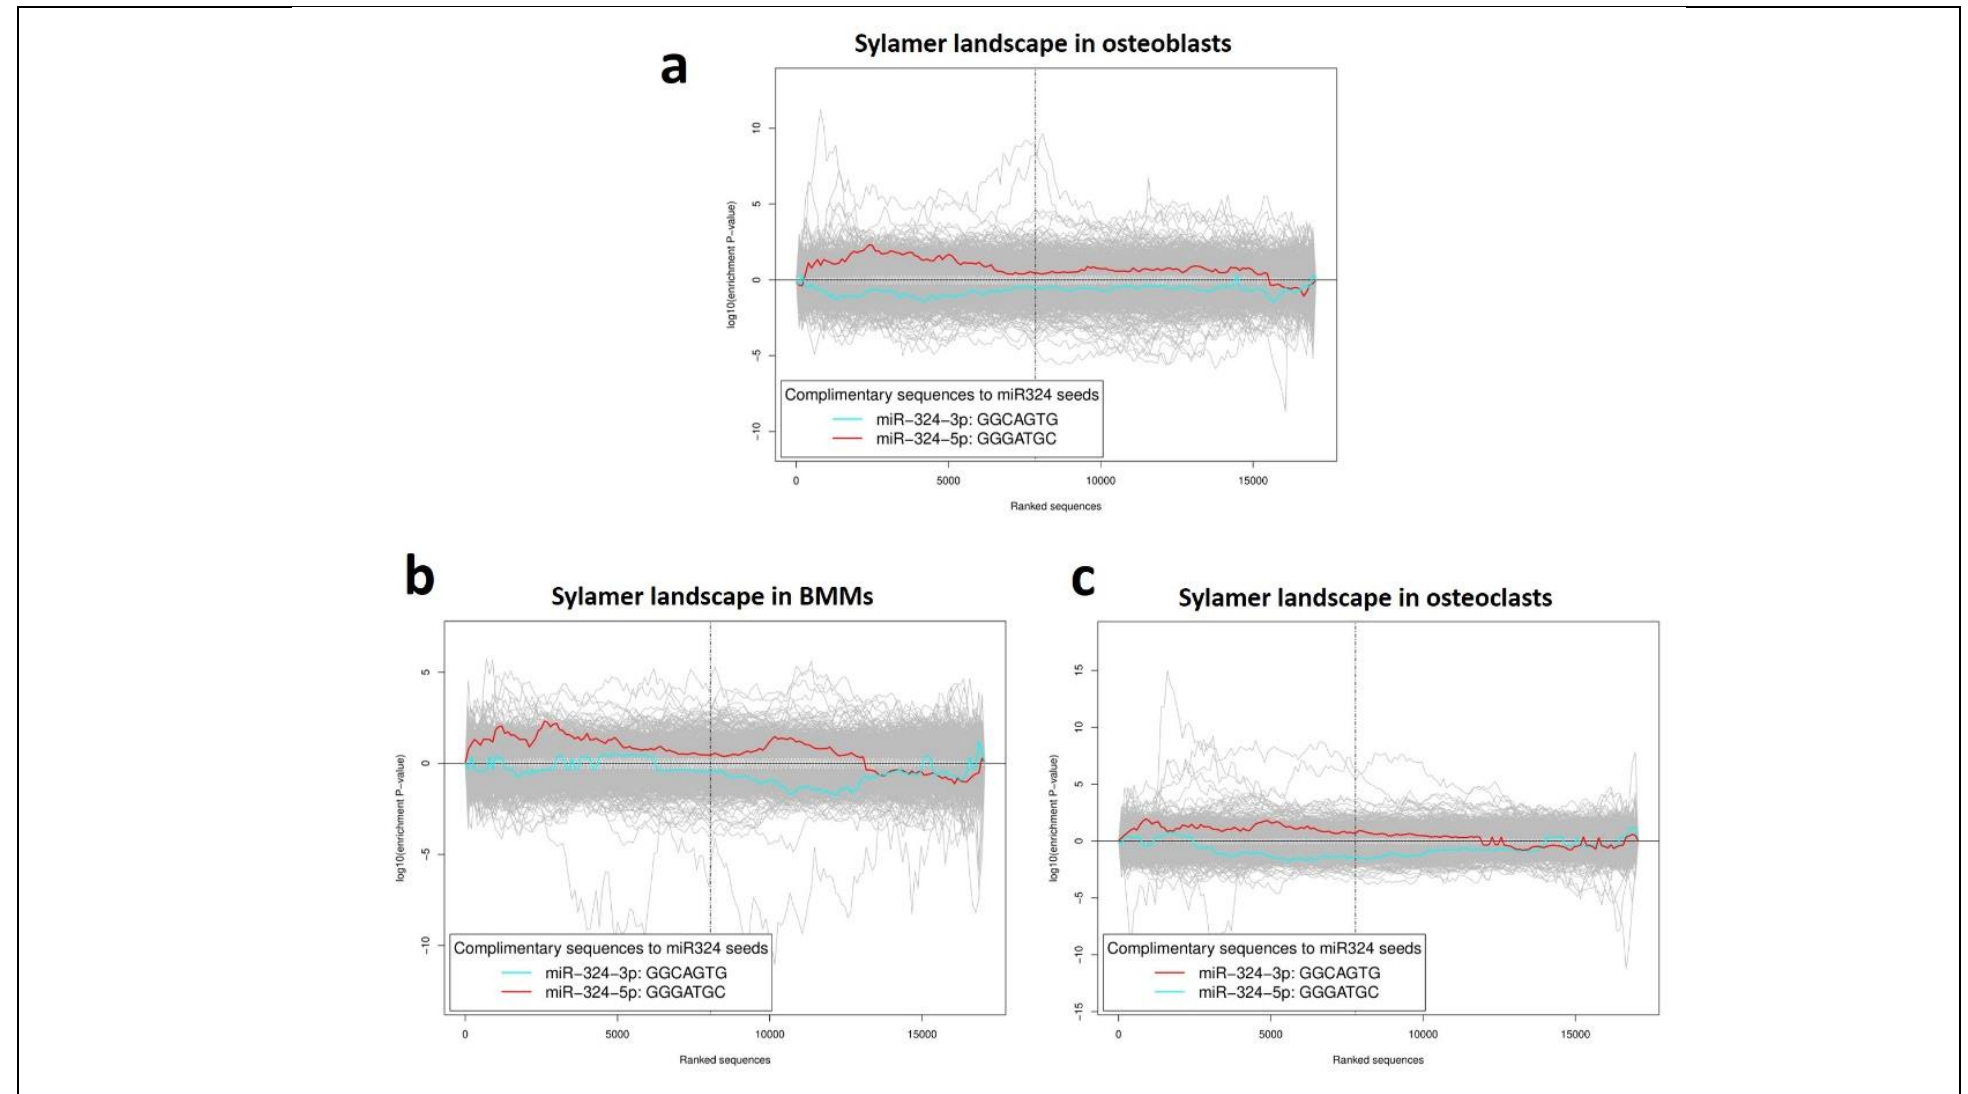 a
Sylamer landscape in osteoblasts
log10(enrichment P−value)
10
5
0
−5
−10
Complimentary sequences to miR324 seeds
miR−324−3p: GGCAGTG
miR−324−5p: GGGATGC
0 5000 10000 15000
Ranked sequences
b
Sylamer landscape in BMMs
log10(enrichment P−value)
5
0
−5
−10
Complimentary sequences to miR324 seeds
miR−324−3p: GGCAGTG
miR−324−5p: GGGATGC
0 5000 10000 15000
Ranked sequences
c
Sylamer landscape in osteoclasts
log10(enrichment P−value)
15
10
5
0
−5
−10
−15
Complimentary sequences to miR324 seeds
miR−324−3p: GGCAGTG
miR−324−5p: GGGATGC
0 5000 10000 15000
Ranked sequences